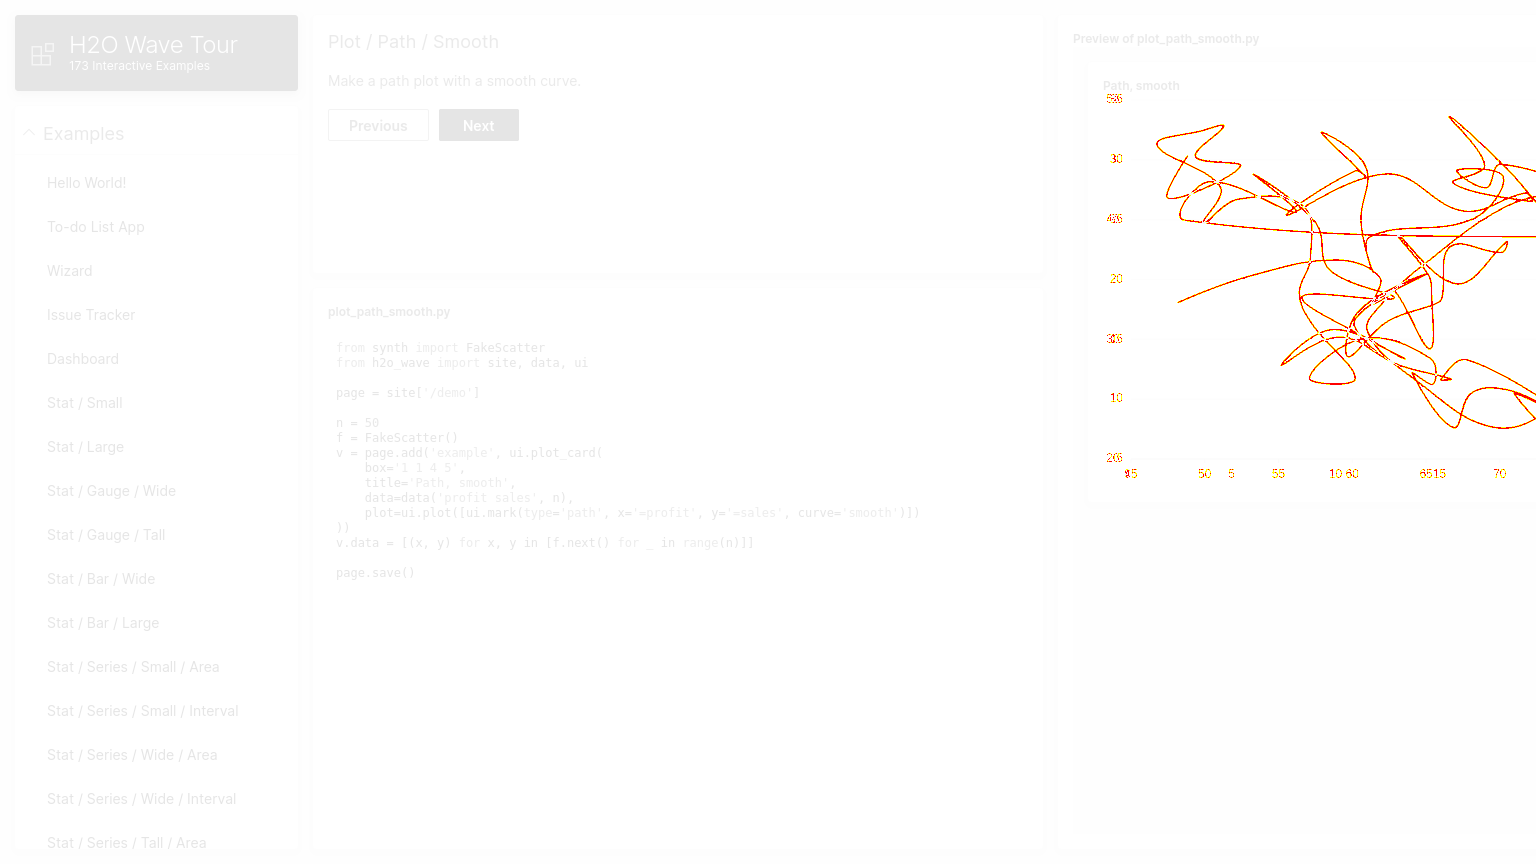 H2O Wave Tour
173 Interactive Examples
Examples
Hello World!
To-do List App
Wizard
Issue Tracker
Dashboard
Stat / Small
Stat / Large
Stat / Gauge / Wide
Stat / Gauge / Tall
Stat / Bar / Wide
Stat / Bar / Large
Stat / Series / Small / Area
Stat / Series / Small / Interval
Stat / Series / Wide / Area
Stat / Series / Wide / Interval
Stat / Series / Tall / Area
Plot / Path / Smooth
Make a path plot with a smooth curve.
Previous
Next
plot_path_smooth.py
from synth import FakeScatter
from h2o_wave import site, data, ui
page = site['/demo']
n = 50
f = FakeScatter()
v = page.add('example', ui.plot_card(
box='1 1 4 5',
title='Path, smooth',
data=data('profit sales', n),
plot=ui.plot([ui.mark(type='path', x='=profit', y='=sales', curve='smooth')])
))
v.data = [(x, y) for x, y in [f.next() for _ in range(n)]]
page.save()
Preview of plot_path_smooth.py
Path, smooth
30
20
10
50 5 55 10 60 65 15 70